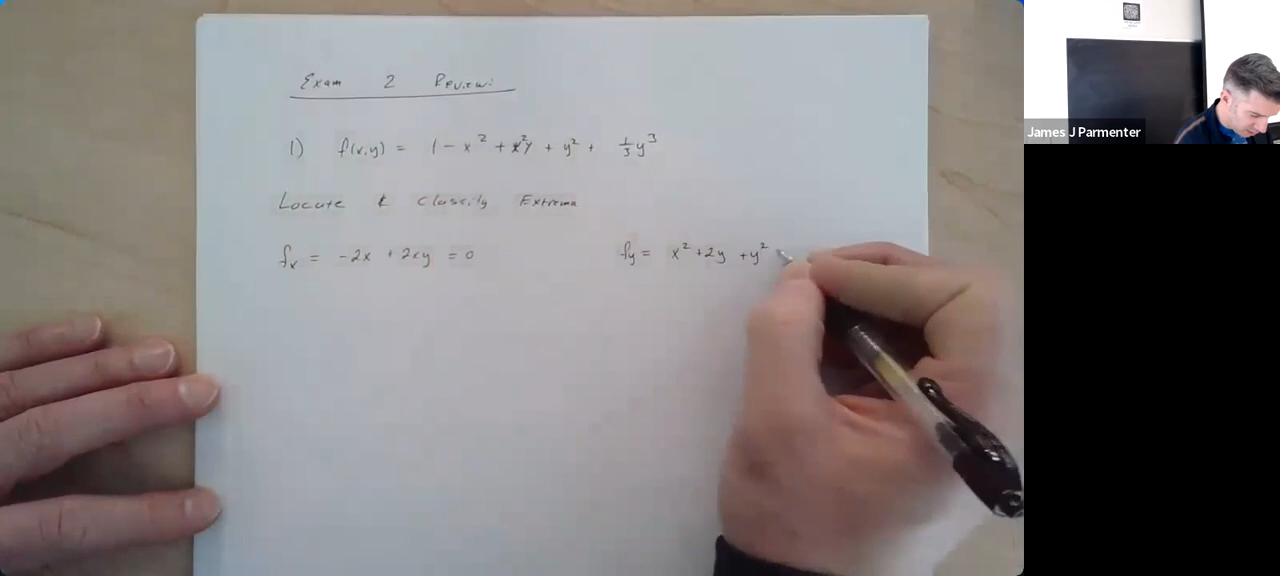 Exam 2 Review:
1) f(x,y) = 1 - x² + x²y + y² + 1/3 y³
Locate & Classify Extrema
fx = -2x + 2xy = 0
fy = x² + 2y + y²
James J Parmenter